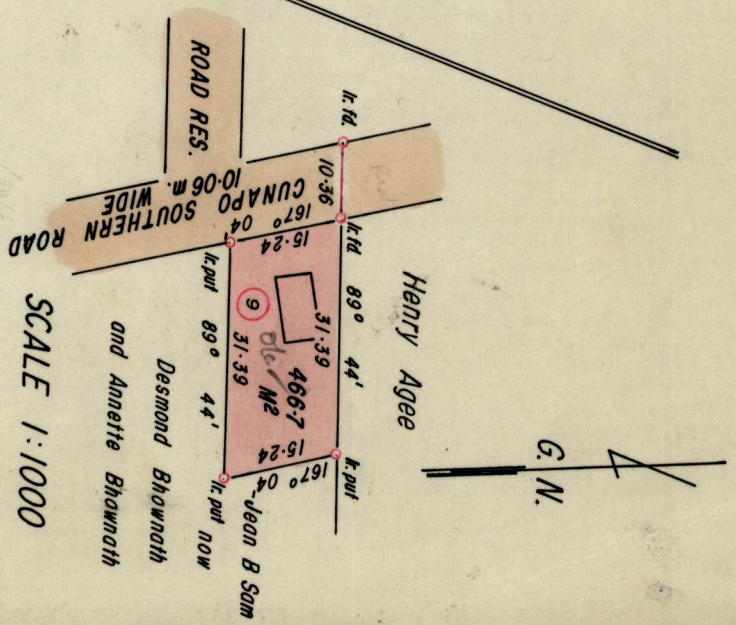 Ir. fd.
ROAD RES.
10·36
CUNAPO SOUTHERN ROAD
10·06 m. WIDE
167° 04'
15·24
Ir. fd
Ir. put
89° 44'
31·39
Henry Agee
9
466·7
M2
31·39
89° 44'
15·24
167° 04'
Ir. put
Ir. put
Jean B Sam
now
Desmond Bhownath
and Annette Bhownath
G. N.
SCALE 1:1000